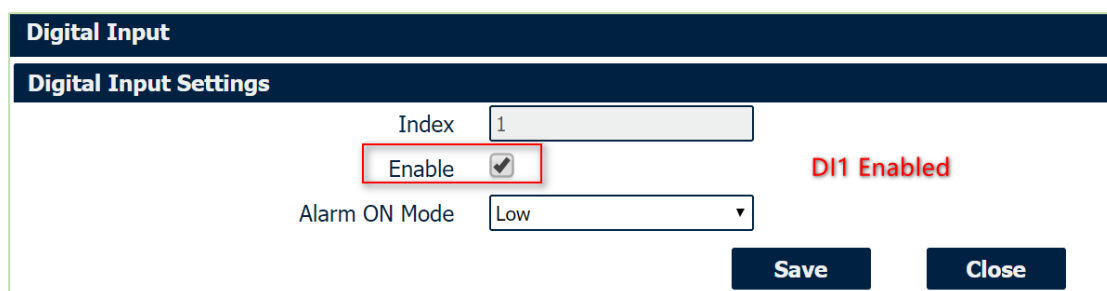 Digital Input
Digital Input Settings
Index 1
Enable DI1 Enabled
Alarm ON Mode Low
Save Close